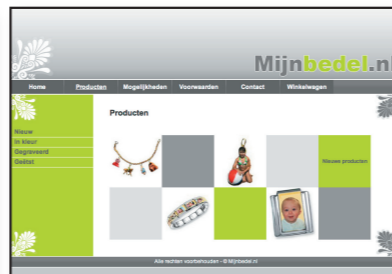 Mijnbedel.nl
Home Producten Mogelijkheden Voorwaarden Contact Winkelwagen
Producten
Nieuw
In kleur
Gegraveerd
Geëtst
Nieuwe producten
Alle rechten voorbehouden - © Mijnbedel.nl